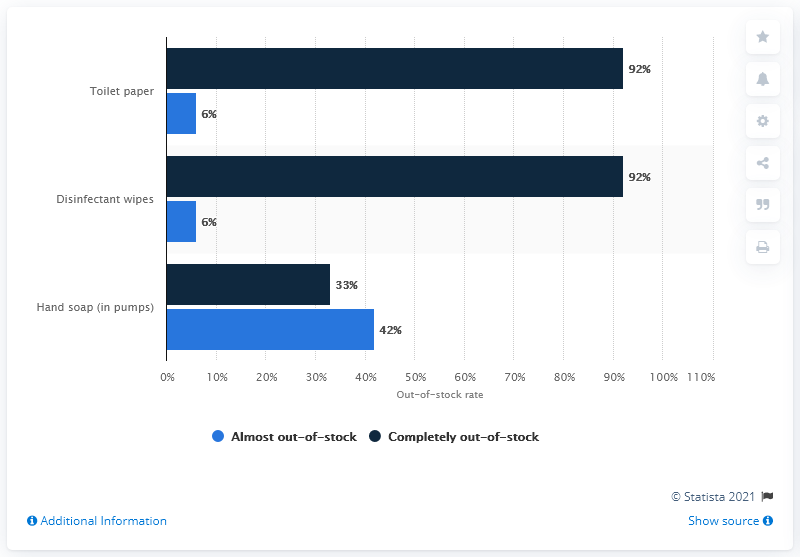 Toilet paper
92%
6%
Disinfectant wipes
92%
6%
Hand soap (in pumps)
33%
42%
0% 10% 20% 30% 40% 50% 60% 70% 80% 90% 100% 110%
Out-of-stock rate
Almost out-of-stock Completely out-of-stock
© Statista 2021
Additional Information Show source